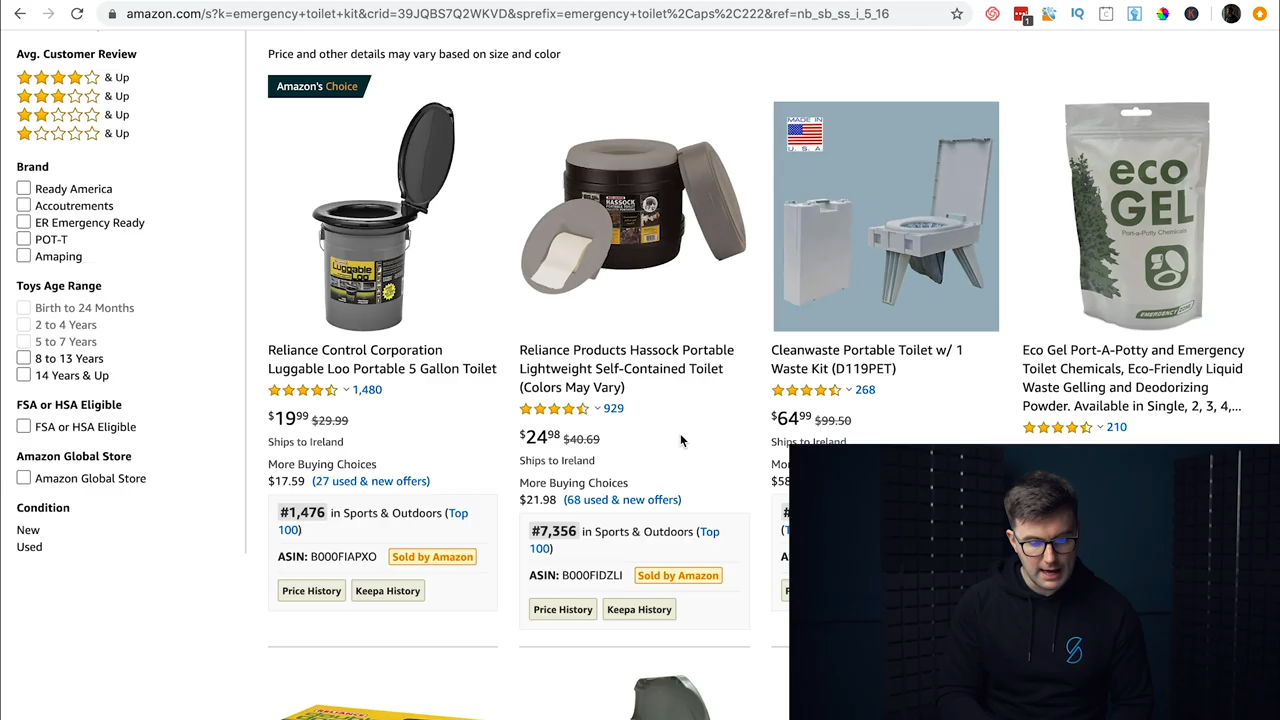 amazon.com/s?k=emergency+toilet+kit&crid=39JQBS7Q2WKVD&sprefix=emergency+toilet%2Caps%2C222&ref=nb_sb_ss_i_5_16
IQ
1
Avg. Customer Review
& Up
& Up
& Up
& Up
Brand
Ready America
Accoutrements
ER Emergency Ready
POT-T
Amaping
Toys Age Range
Birth to 24 Months
2 to 4 Years
5 to 7 Years
8 to 13 Years
14 Years & Up
FSA or HSA Eligible
FSA or HSA Eligible
Amazon Global Store
Amazon Global Store
Condition
New
Used
Price and other details may vary based on size and color
Amazon's Choice
Luggable
Loo
Reliance Control Corporation
Luggable Loo Portable 5 Gallon Toilet
1,480
$19 99 $29.99
Ships to Ireland
More Buying Choices
$17.59 (27 used & new offers)
#1,476 in Sports & Outdoors (Top
100)
ASIN: B000FIAPXO Sold by Amazon
Price History Keepa History
HASSOCK
Reliance Products Hassock Portable
Lightweight Self-Contained Toilet
(Colors May Vary)
929
$24 98 $40.69
Ships to Ireland
More Buying Choices
$21.98 (68 used & new offers)
#7,356 in Sports & Outdoors (Top
100)
ASIN: B000FIDZLI Sold by Amazon
Price History Keepa History
MADE IN
U.S.A
Cleanwaste Portable Toilet w/ 1
Waste Kit (D119PET)
268
$64 99 $99.50
Ships to Ireland
eco
GEL
Port-a-Potty Chemicals
EMERGENCY ZONE
Eco Gel Port-A-Potty and Emergency
Toilet Chemicals, Eco-Friendly Liquid
Waste Gelling and Deodorizing
Powder. Available in Single, 2, 3, 4,...
210